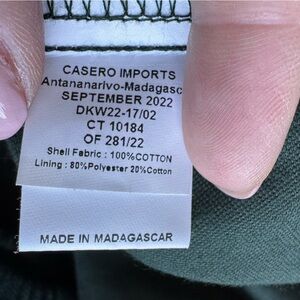 CASERO IMPORTS
Antananarivo-Madagasc
SEPTEMBER 2022
DKW22-17/02
CT 10184
OF 281/22
Shell Fabric : 100%COTTON
Lining : 80%Polyester 20%Cotton
MADE IN MADAGASCAR